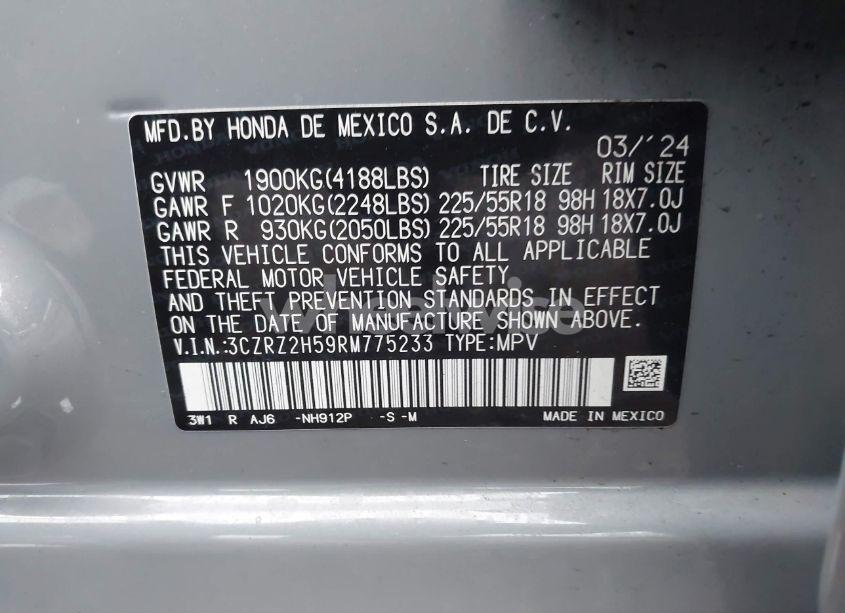 MFD.BY HONDA DE MEXICO S.A. DE C.V.
03/'24
GVWR 1900KG(4188LBS) TIRE SIZE RIM SIZE
GAWR F 1020KG(2248LBS) 225/55R18 98H 18X7.0J
GAWR R 930KG(2050LBS) 225/55R18 98H 18X7.0J
THIS VEHICLE CONFORMS TO ALL APPLICABLE
FEDERAL MOTOR VEHICLE SAFETY
AND THEFT PREVENTION STANDARDS IN EFFECT
ON THE DATE OF MANUFACTURE SHOWN ABOVE.
V.I.N.:3CZRZ2H59RM775233 TYPE:MPV
3W1 R AJ6 -NH912P -S -M MADE IN MEXICO